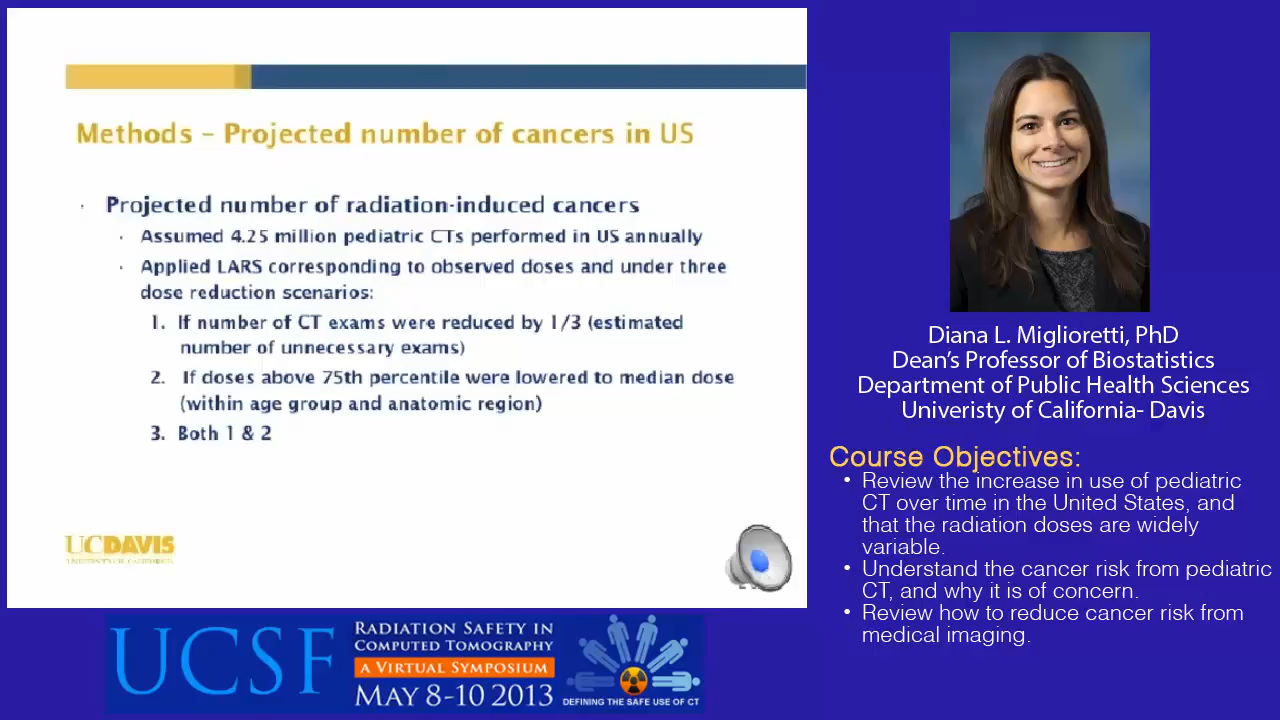 Methods – Projected number of cancers in US
· Projected number of radiation-induced cancers
· Assumed 4.25 million pediatric CTs performed in US annually
· Applied LARS corresponding to observed doses and under three
dose reduction scenarios:
1. If number of CT exams were reduced by 1/3 (estimated
number of unnecessary exams)
2. If doses above 75th percentile were lowered to median dose
(within age group and anatomic region)
3. Both 1 & 2
UCDAVIS
UNIVERSITY OF CALIFORNIA
Diana L. Miglioretti, PhD
Dean's Professor of Biostatistics
Department of Public Health Sciences
Univeristy of California- Davis
Course Objectives:
• Review the increase in use of pediatric
CT over time in the United States, and
that the radiation doses are widely
variable.
• Understand the cancer risk from pediatric
CT, and why it is of concern.
• Review how to reduce cancer risk from
medical imaging.
UCSF
RADIATION SAFETY IN
COMPUTED TOMOGRAPHY
A VIRTUAL SYMPOSIUM
MAY 8-10 2013
DEFINING THE SAFE USE OF CT